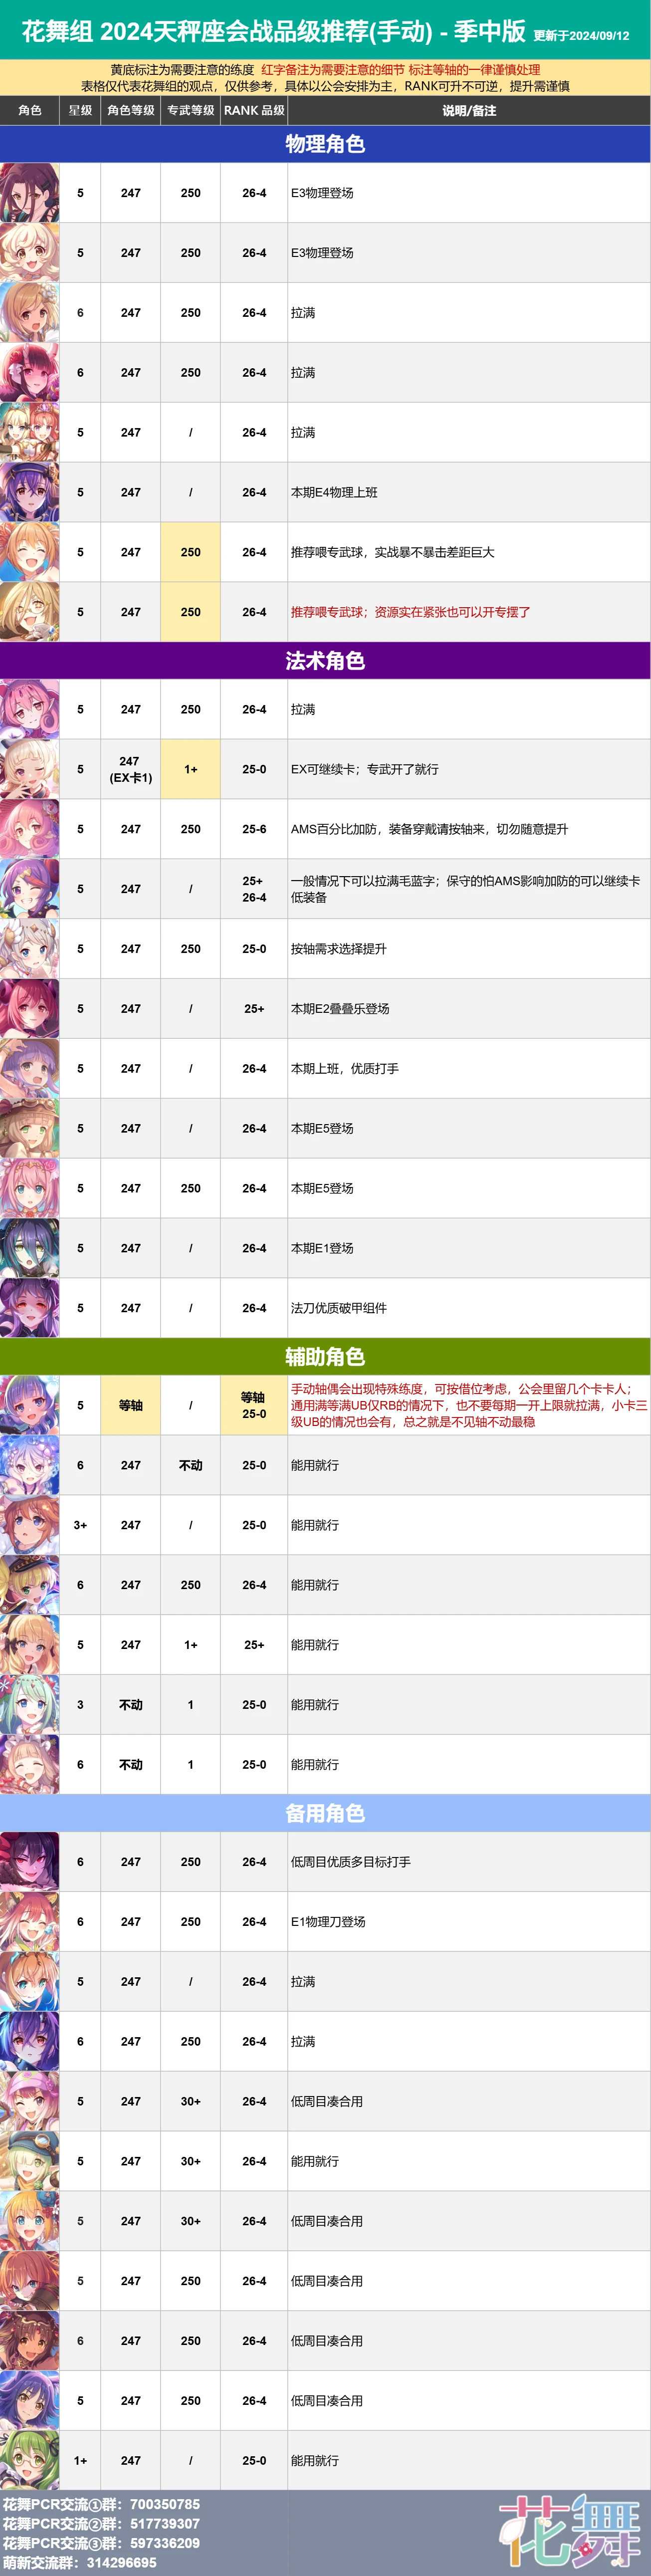 花舞组 2024天秤座会战品级推荐(手动) - 季中版 更新于2024/09/12
黄底标注为需要注意的练度 红字备注为需要注意的细节 标注等轴的一律谨慎处理
表格仅代表花舞组的观点，仅供参考，具体以公会安排为主，RANK可升不可逆，提升需谨慎
角色 星级 角色等级 专武等级 RANK 品级 说明/备注
物理角色
5 247 250 26-4 E3物理登场
5 247 250 26-4 E3物理登场
6 247 250 26-4 拉满
6 247 250 26-4 拉满
5 247 / 26-4 拉满
5 247 / 26-4 本期E4物理上班
5 247 250 26-4 推荐喂专武球，实战暴不暴击差距巨大
5 247 250 26-4 推荐喂专武球；资源实在紧张也可以开专摆了
法术角色
5 247 250 26-4 拉满
5 247 (EX卡1) 1+ 25-0 EX可继续卡；专武开了就行
5 247 250 25-6 AMS百分比加防，装备穿戴请按轴来，切勿随意提升
5 247 / 25+ 26-4 一般情况下可以拉满毛蓝字；保守的怕AMS影响加防的可以继续卡
低装备
5 247 250 25-0 按轴需求选择提升
5 247 / 25+ 本期E2叠叠乐登场
5 247 / 26-4 本期上班，优质打手
5 247 / 26-4 本期E5登场
5 247 250 26-4 本期E5登场
5 247 / 26-4 本期E1登场
5 247 / 26-4 法刀优质破甲组件
辅助角色
5 等轴 / 等轴 25-0 手动轴偶会出现特殊练度，可按借位考虑，公会里留几个卡卡人；
通用满等满UB仅RB的情况下，也不要每期一开上限就拉满，小卡三
级UB的情况也会有，总之就是不见轴不动最稳
6 247 不动 25-0 能用就行
3+ 247 / 25-0 能用就行
6 247 250 26-4 能用就行
5 247 1+ 25+ 能用就行
3 不动 1 25-0 能用就行
6 不动 1 25-0 能用就行
备用角色
6 247 250 26-4 低周目优质多目标打手
6 247 250 26-4 E1物理刀登场
5 247 / 26-4 拉满
6 247 250 26-4 拉满
5 247 30+ 26-4 低周目凑合用
5 247 30+ 26-4 能用就行
5 247 30+ 26-4 低周目凑合用
5 247 250 26-4 低周目凑合用
6 247 250 26-4 低周目凑合用
5 247 250 26-4 低周目凑合用
1+ 247 / 25-0 能用就行
花舞PCR交流①群：700350785
花舞PCR交流②群：517739307
花舞PCR交流③群：597336209
萌新交流群：314296695
花舞